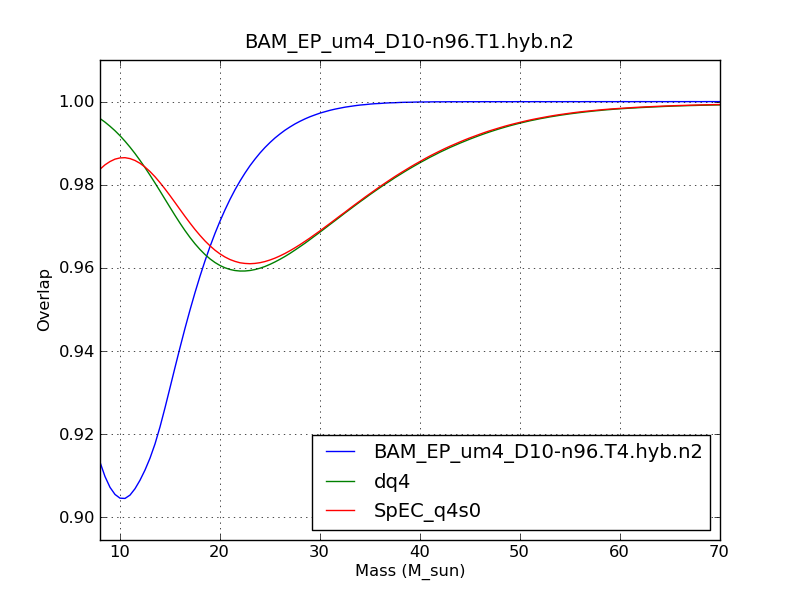 BAM_EP_um4_D10-n96.T1.hyb.n2
1.00
0.98
0.96
0.94
0.92
0.90
Overlap
BAM_EP_um4_D10-n96.T4.hyb.n2
dq4
SpEC_q4s0
10 20 30 40 50 60 70
Mass (M_sun)